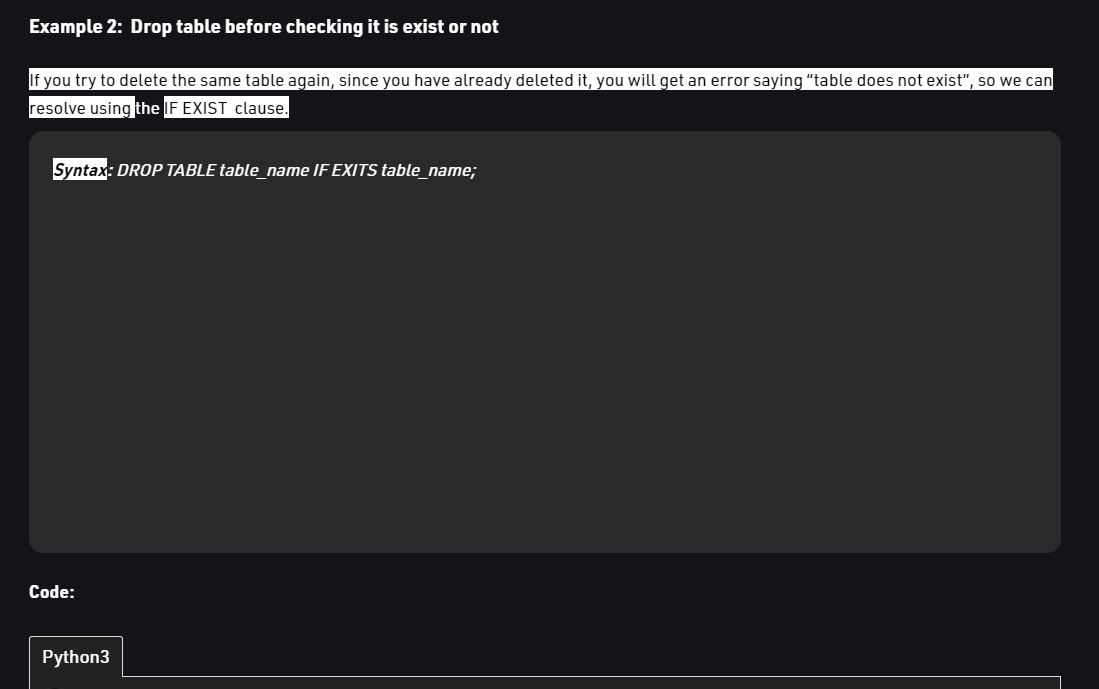 Example 2:  Drop table before checking it is exist or not
If you try to delete the same table again, since you have already deleted it, you will get an error saying “table does not exist”, so we can
resolve using the IF EXIST  clause.
Syntax: DROP TABLE table_name IF EXITS table_name;
Code:
Python3